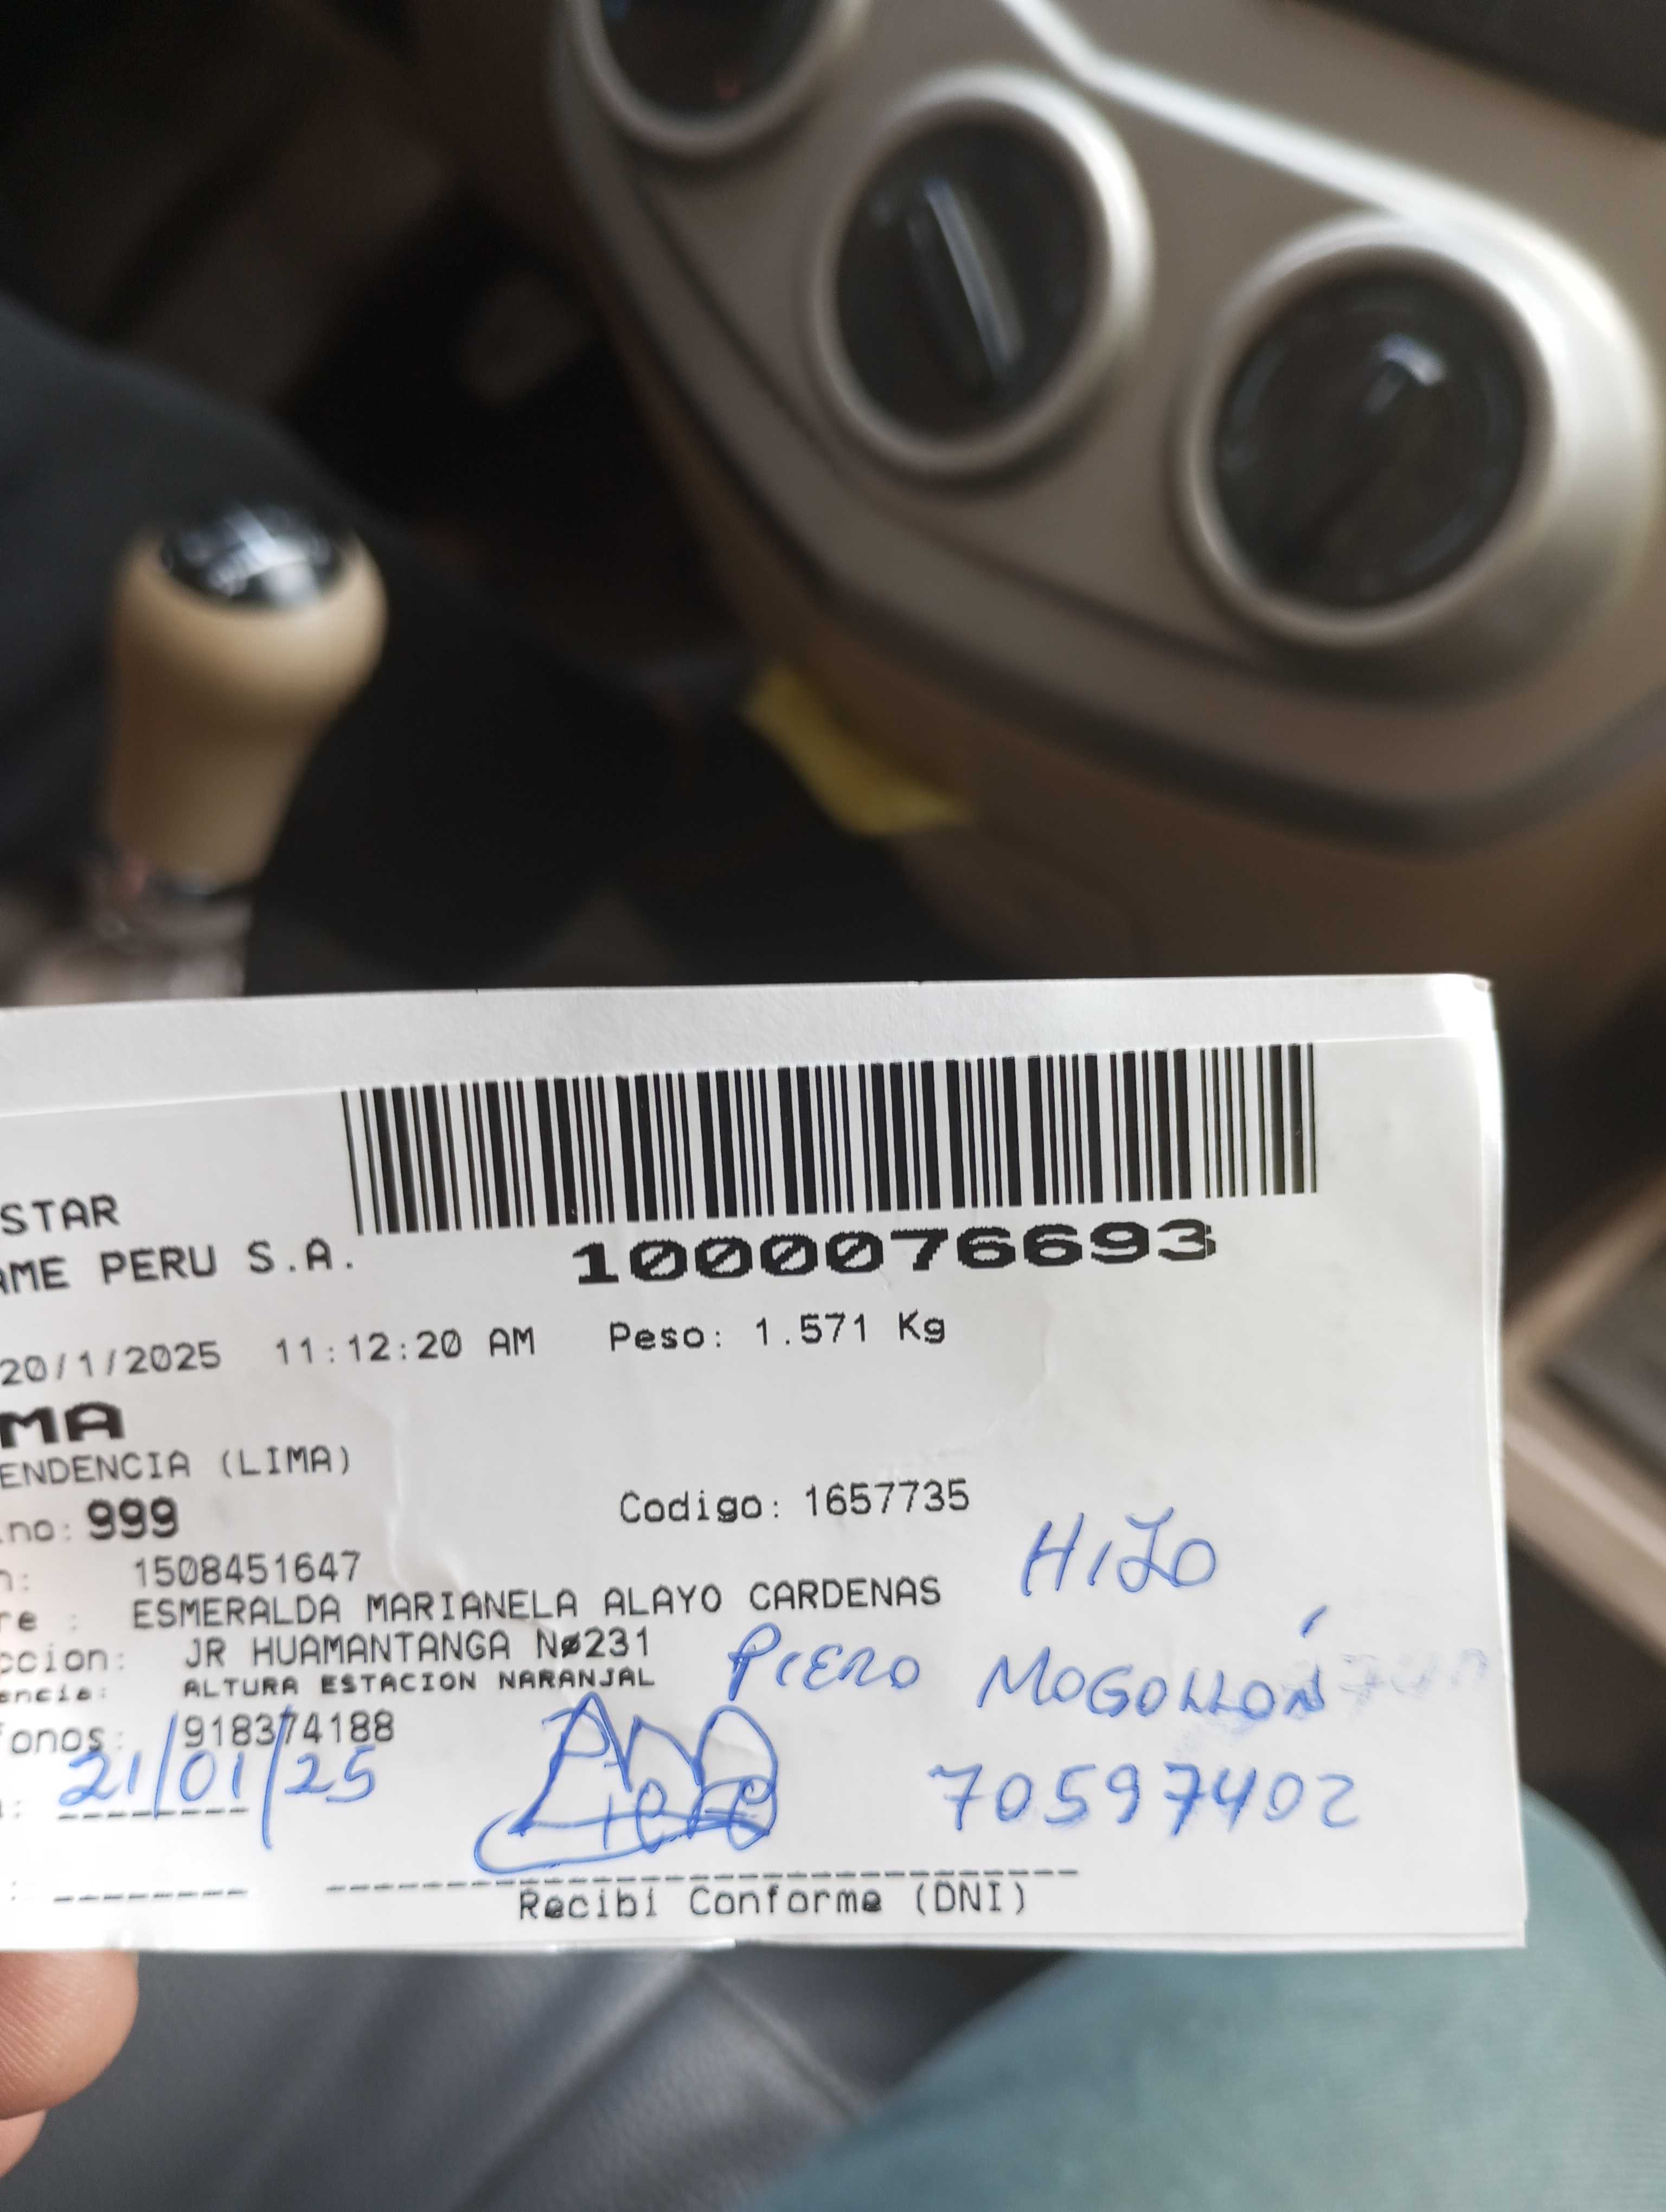 STAR
AME PERU S.A.
1000076693
20/1/2025 11:12:20 AM Peso: 1.571 Kg
MA
ENDENCIA (LIMA)
no: 999 Codigo: 1657735
HIJO
: 1508451647
re : ESMERALDA MARIANELA ALAYO CARDENAS
ccion: JR HUAMANTANGA Nø231
encia: ALTURA ESTACION NARANJAL
PIERO MOGOLLÓN
fonos: 918374188
: 21/01/25
70597402
Recibi Conforme (DNI)